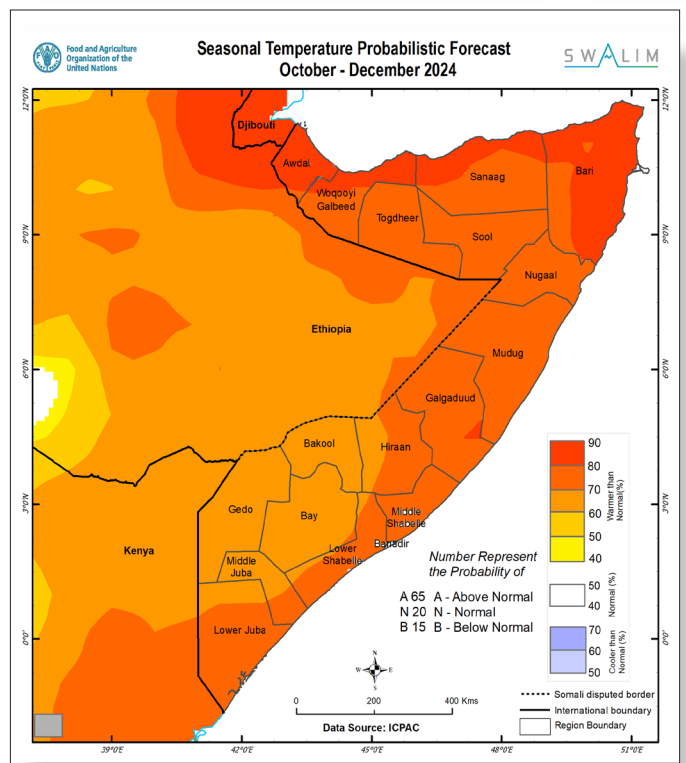 Food and Agriculture
Organization of the
United Nations
Seasonal Temperature Probabilistic Forecast
October - December 2024
SWALIM
12°0'N
9°0'N
6°0'N
3°0'N
0°0'
12°0'N
9°0'N
6°0'N
3°0'N
0°0'
Djibouti
Awdal
Woqooyi
Galbeed
Togdheer
Sanaag
Bari
Sool
Nugaal
Ethiopia
Mudug
Galgaduud
Bakool
Hiraan
Gedo
Bay
Middle
Shabelle
Banadir
Lower
Shabelle
Kenya
Middle
Juba
Lower Juba
90
80
70
60
50
40
Warmer than
Normal(%)
50
40
Normal (%)
70
60
50
Cooler than
Normal (%)
Number Represent
the Probability of
A 65 A - Above Normal
N 20 N - Normal
B 15 B - Below Normal
N
W E
S
0 200 400 Kms
Data Source: ICPAC
Somali disputed border
International boundary
Region Boundary
39°0'E 42°0'E 45°0'E 48°0'E 51°0'E